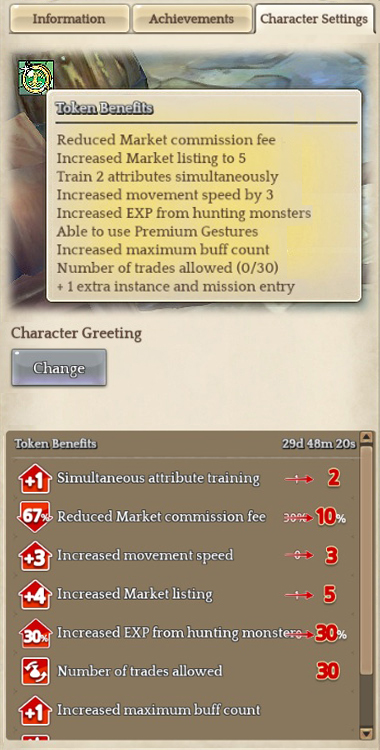 Information
Achievements
Character Settings
Token Benefits
Reduced Market commission fee
Increased Market listing to 5
Train 2 attributes simultaneously
Increased movement speed by 3
Increased EXP from hunting monsters
Able to use Premium Gestures
Increased maximum buff count
Number of trades allowed (0/30)
+ 1 extra instance and mission entry
Character Greeting
Change
Token Benefits 29d 48m 20s
+1 Simultaneous attribute training 1 2
67% Reduced Market commission fee 30% 10%
+3 Increased movement speed 0 3
+4 Increased Market listing 1 5
30% Increased EXP from hunting monsters 30%
Number of trades allowed 30
+1 Increased maximum buff count